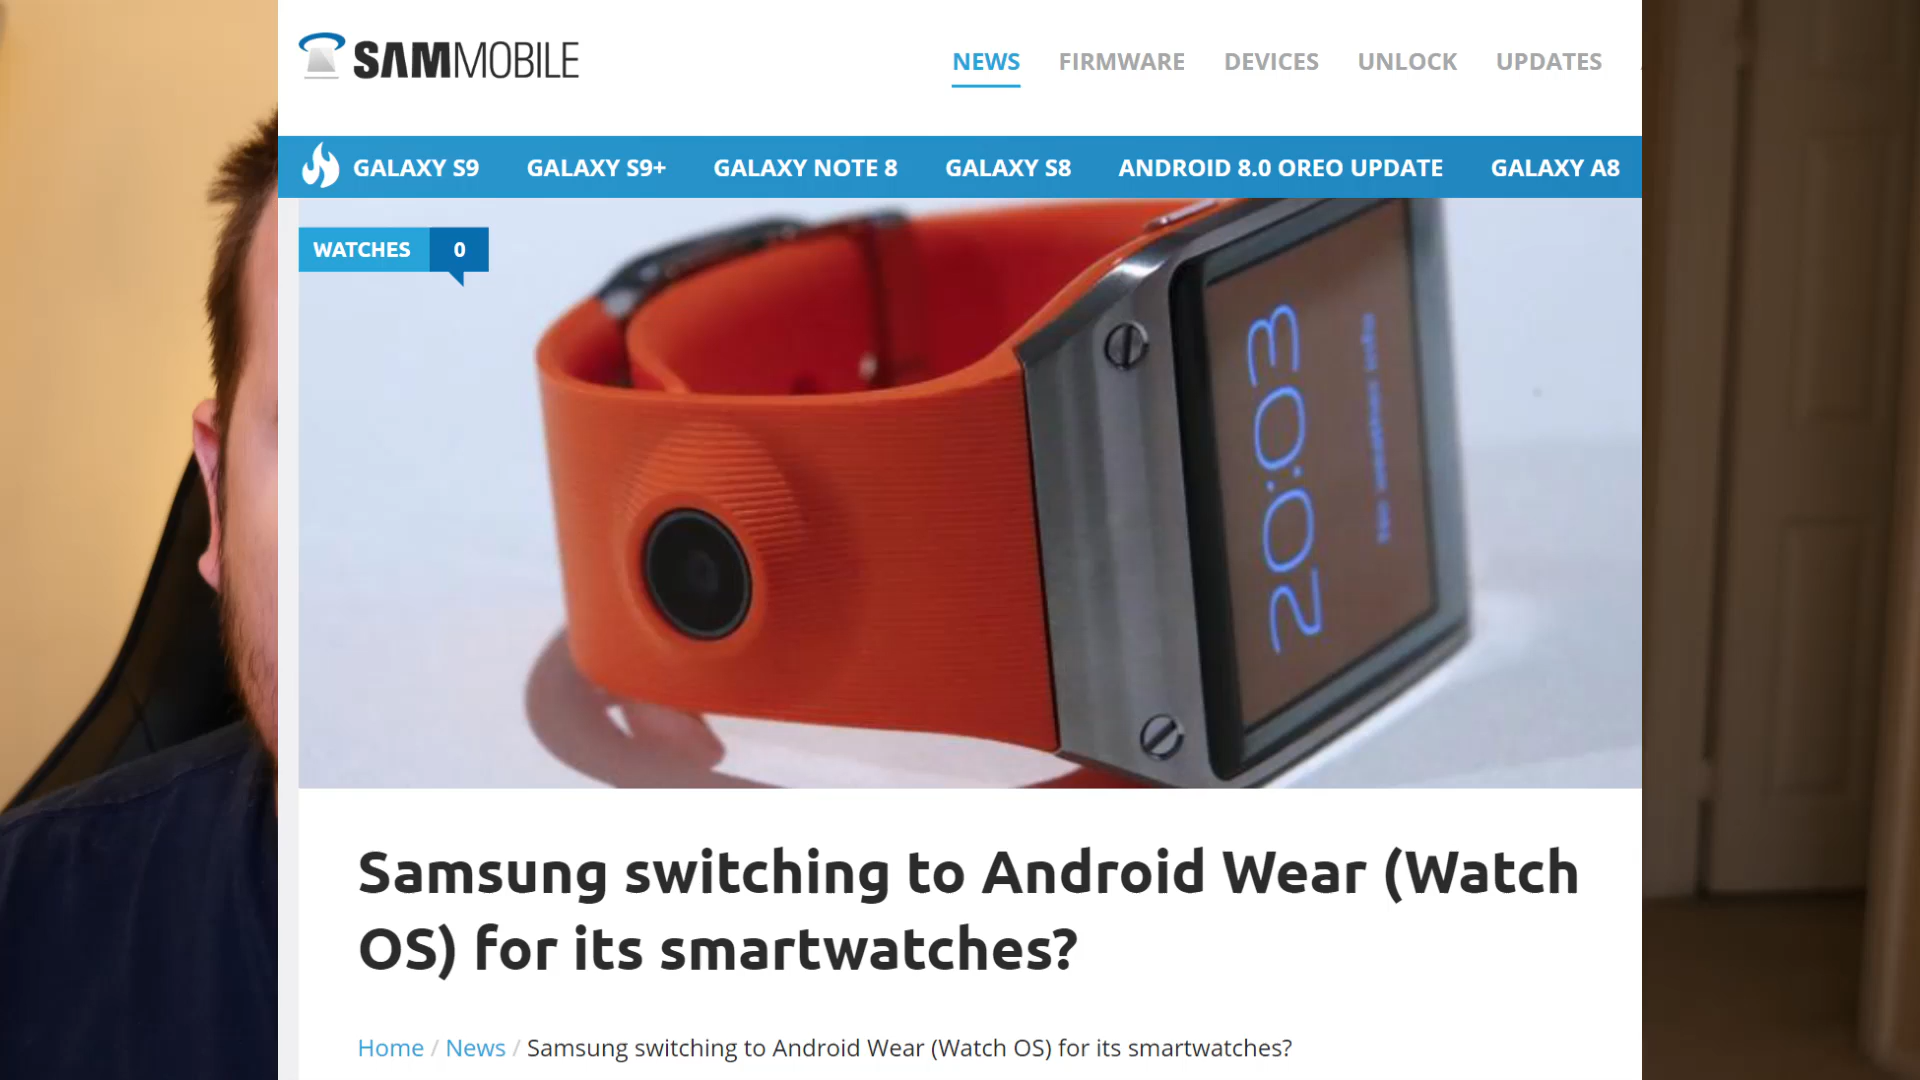 SAMMOBILE
NEWS FIRMWARE DEVICES UNLOCK UPDATES
GALAXY S9 GALAXY S9+ GALAXY NOTE 8 GALAXY S8 ANDROID 8.0 OREO UPDATE GALAXY A8
WATCHES 0
20:03
Samsung switching to Android Wear (Watch
OS) for its smartwatches?
Home / News / Samsung switching to Android Wear (Watch OS) for its smartwatches?